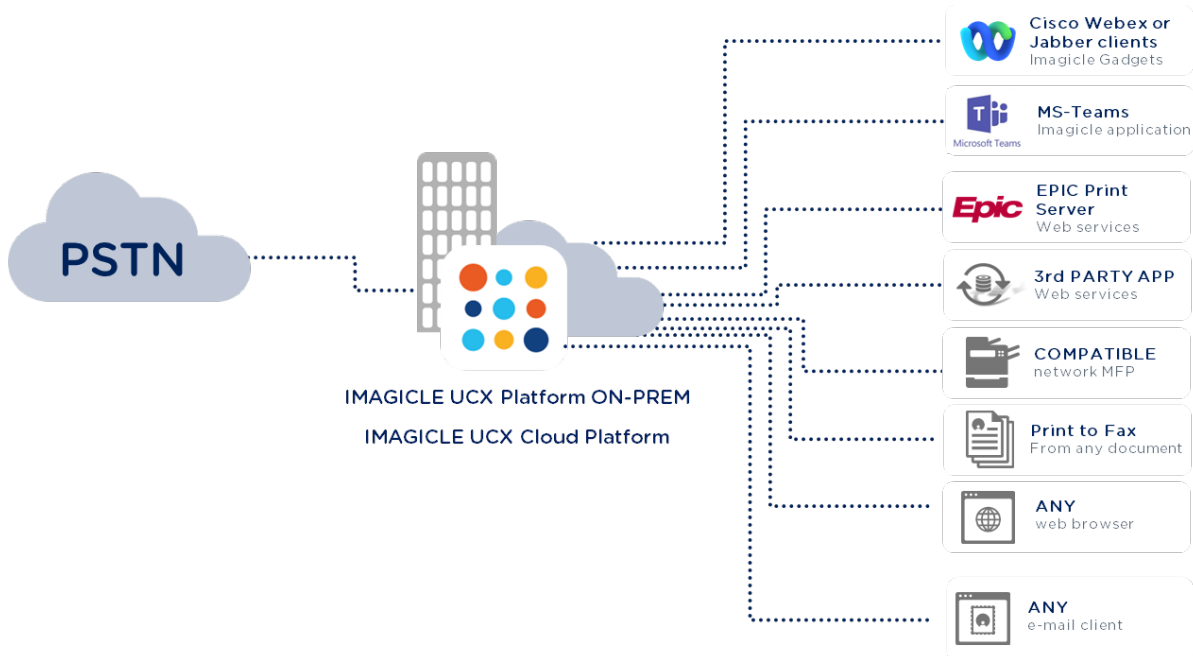 PSTN
IMAGICLE UCX Platform ON-PREM
IMAGICLE UCX Cloud Platform
Cisco Webex or
Jabber clients
Imagicle Gadgets
T
Microsoft Teams
MS-Teams
Imagicle application
Epic
EPIC Print
Server
Web services
3rd PARTY APP
Web services
COMPATIBLE
network MFP
Print to Fax
From any document
ANY
web browser
ANY
e-mail client